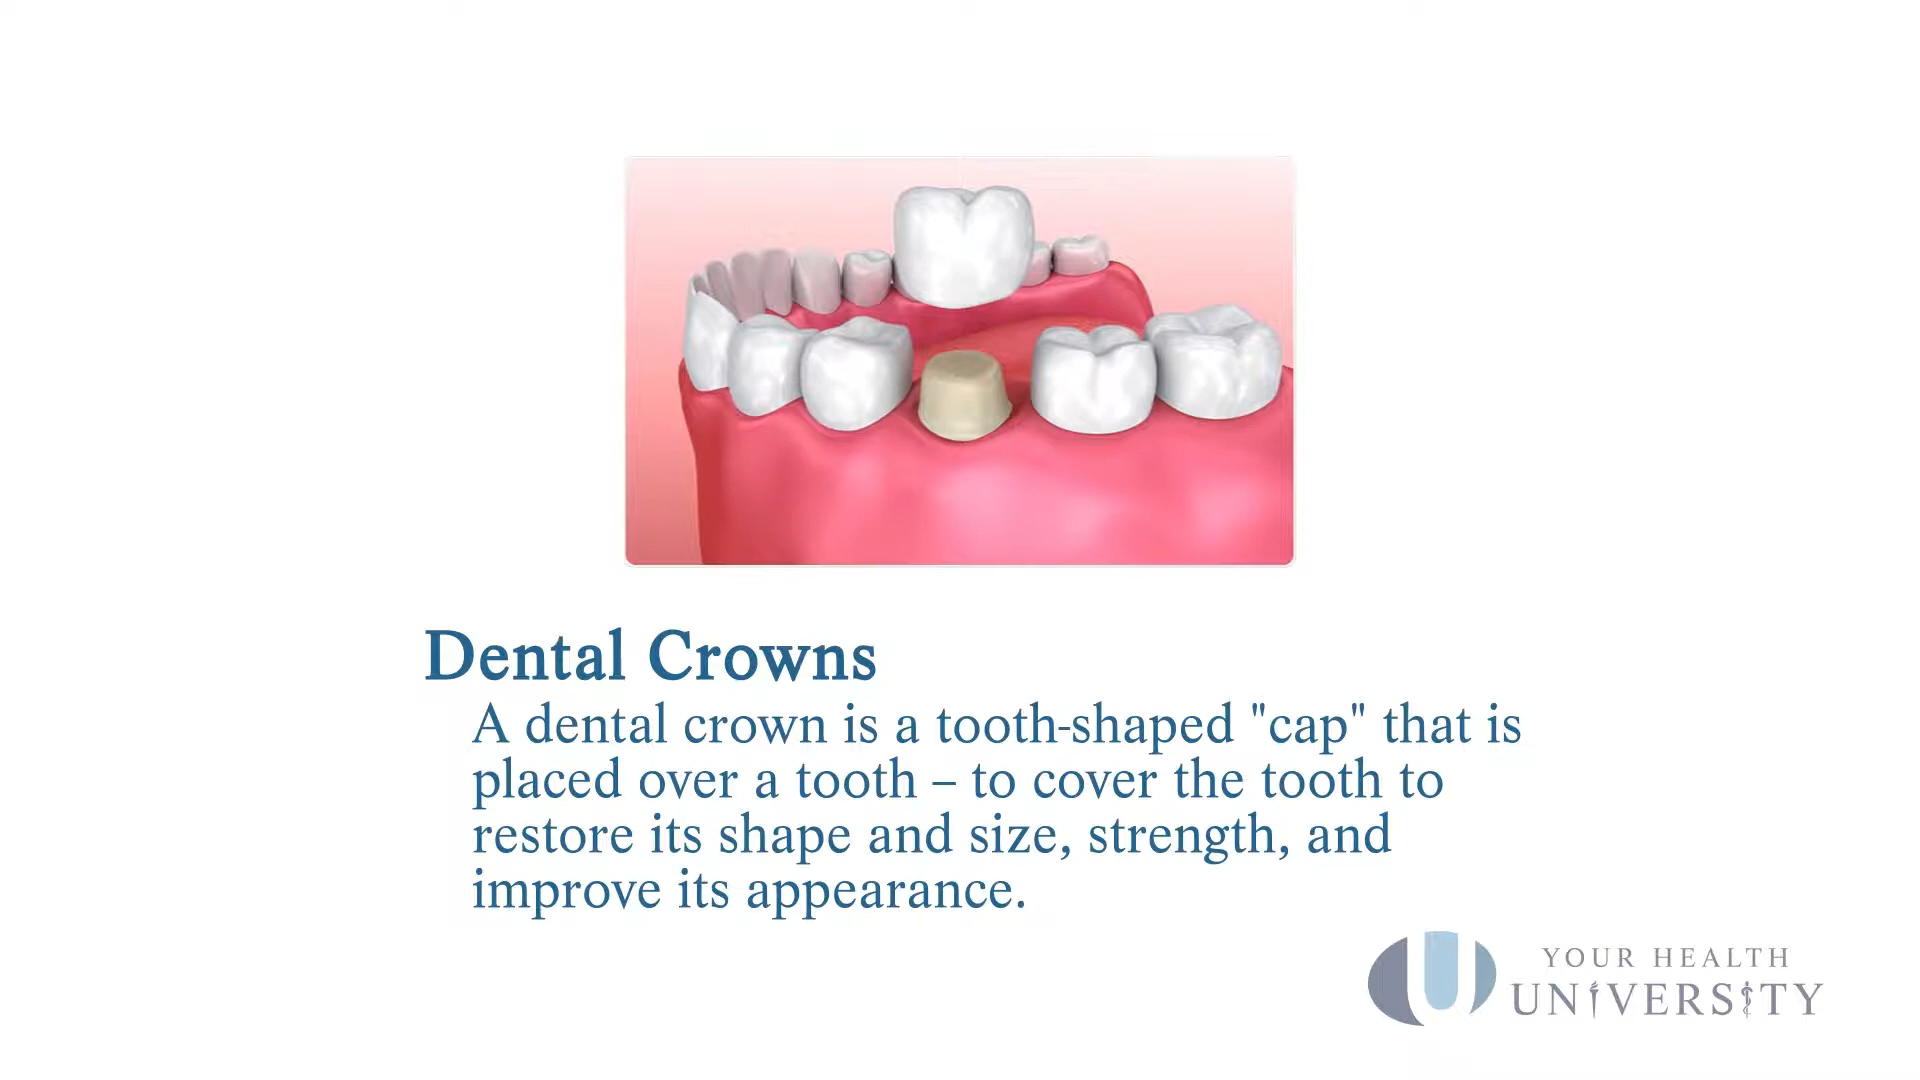 Dental Crowns
A dental crown is a tooth-shaped "cap" that is
placed over a tooth – to cover the tooth to
restore its shape and size, strength, and
improve its appearance.
YOUR HEALTH
UNIVERSITY